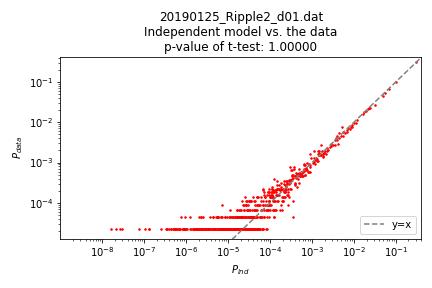 20190125_Ripple2_d01.dat
Independent model vs. the data
p-value of t-test: 1.00000
P_data
10⁻¹
10⁻²
10⁻³
10⁻⁴
y=x
10⁻⁸ 10⁻⁷ 10⁻⁶ 10⁻⁵ 10⁻⁴ 10⁻³ 10⁻² 10⁻¹
P_ind